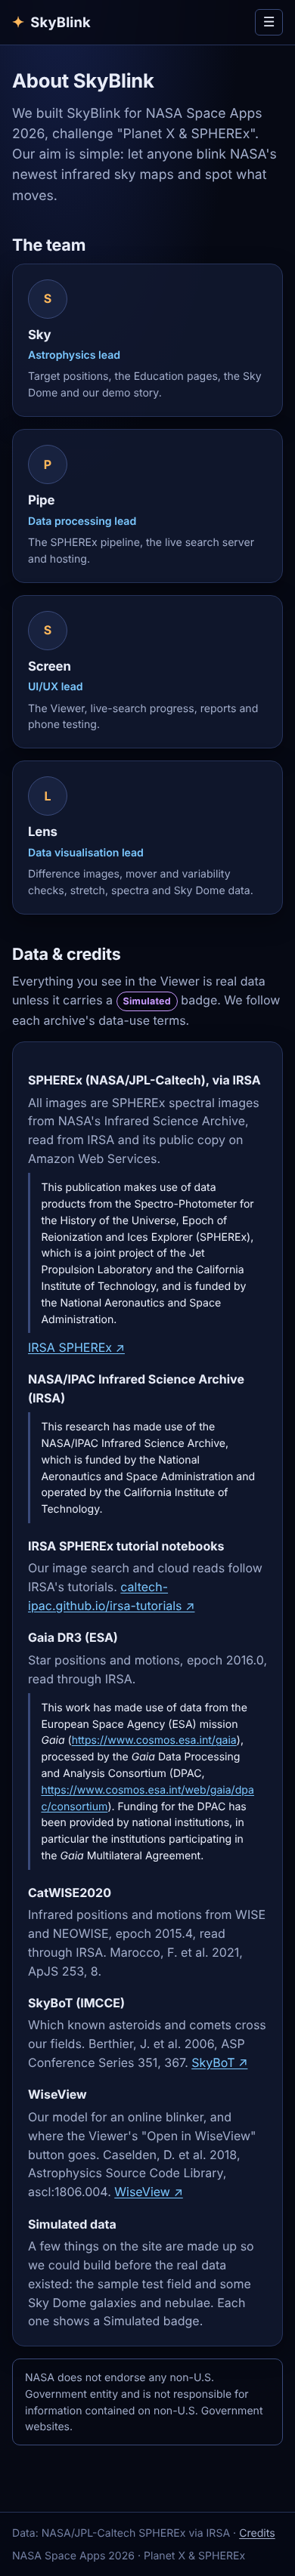 ✦ SkyBlink
☰
About SkyBlink
We built SkyBlink for NASA Space Apps
2026, challenge "Planet X & SPHEREx".
Our aim is simple: let anyone blink NASA's
newest infrared sky maps and spot what
moves.
The team
S
Sky
Astrophysics lead
Target positions, the Education pages, the Sky
Dome and our demo story.
P
Pipe
Data processing lead
The SPHEREx pipeline, the live search server
and hosting.
S
Screen
UI/UX lead
The Viewer, live-search progress, reports and
phone testing.
L
Lens
Data visualisation lead
Difference images, mover and variability
checks, stretch, spectra and Sky Dome data.
Data & credits
Everything you see in the Viewer is real data
unless it carries a Simulated badge. We follow
each archive's data-use terms.
SPHEREx (NASA/JPL-Caltech), via IRSA
All images are SPHEREx spectral images
from NASA's Infrared Science Archive,
read from IRSA and its public copy on
Amazon Web Services.
This publication makes use of data
products from the Spectro-Photometer for
the History of the Universe, Epoch of
Reionization and Ices Explorer (SPHEREx),
which is a joint project of the Jet
Propulsion Laboratory and the California
Institute of Technology, and is funded by
the National Aeronautics and Space
Administration.
IRSA SPHEREx ↗
NASA/IPAC Infrared Science Archive
(IRSA)
This research has made use of the
NASA/IPAC Infrared Science Archive,
which is funded by the National
Aeronautics and Space Administration and
operated by the California Institute of
Technology.
IRSA SPHEREx tutorial notebooks
Our image search and cloud reads follow
IRSA's tutorials. caltech-
ipac.github.io/irsa-tutorials ↗
Gaia DR3 (ESA)
Star positions and motions, epoch 2016.0,
read through IRSA.
This work has made use of data from the
European Space Agency (ESA) mission
Gaia (https://www.cosmos.esa.int/gaia),
processed by the Gaia Data Processing
and Analysis Consortium (DPAC,
https://www.cosmos.esa.int/web/gaia/dpa
c/consortium). Funding for the DPAC has
been provided by national institutions, in
particular the institutions participating in
the Gaia Multilateral Agreement.
CatWISE2020
Infrared positions and motions from WISE
and NEOWISE, epoch 2015.4, read
through IRSA. Marocco, F. et al. 2021,
ApJS 253, 8.
SkyBoT (IMCCE)
Which known asteroids and comets cross
our fields. Berthier, J. et al. 2006, ASP
Conference Series 351, 367. SkyBoT ↗
WiseView
Our model for an online blinker, and
where the Viewer's "Open in WiseView"
button goes. Caselden, D. et al. 2018,
Astrophysics Source Code Library,
ascl:1806.004. WiseView ↗
Simulated data
A few things on the site are made up so
we could build before the real data
existed: the sample test field and some
Sky Dome galaxies and nebulae. Each
one shows a Simulated badge.
NASA does not endorse any non-U.S.
Government entity and is not responsible for
information contained on non-U.S. Government
websites.
Data: NASA/JPL-Caltech SPHEREx via IRSA · Credits
NASA Space Apps 2026 · Planet X & SPHEREx